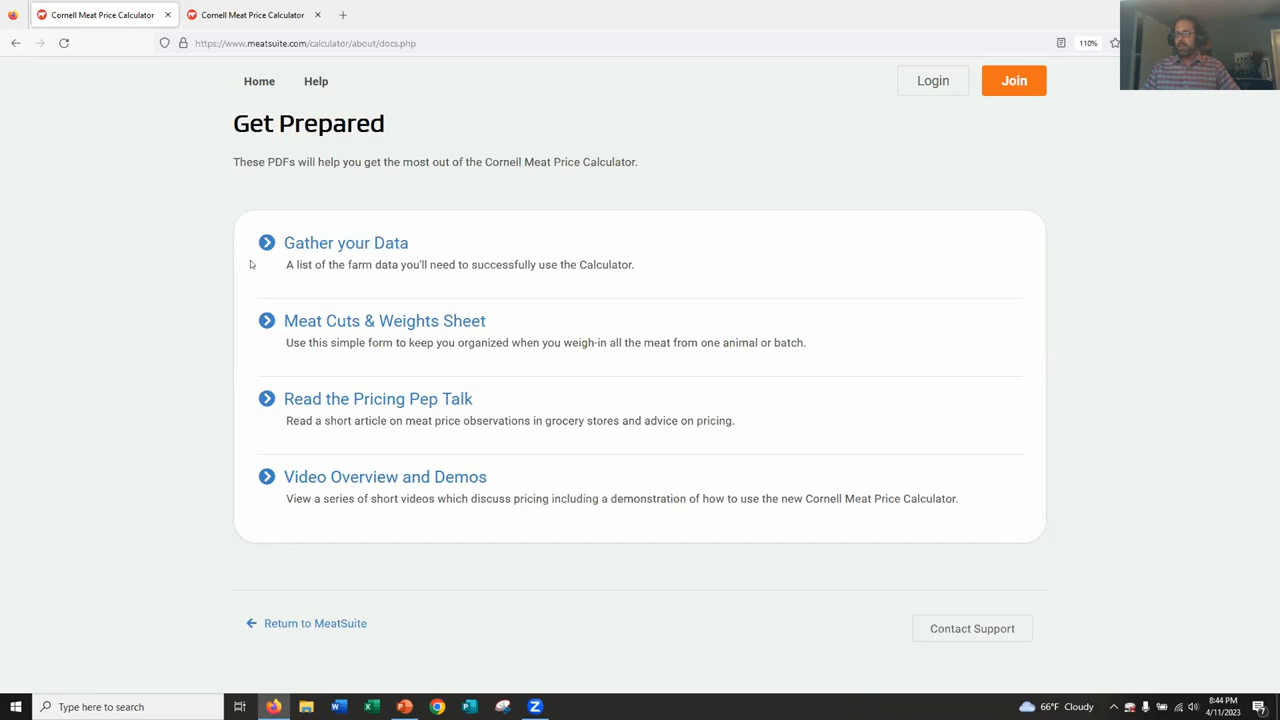 Cornell Meat Price Calculator
Cornell Meat Price Calculator
https://www.meatsuite.com/calculator/about/docs.php
110%
Home
Help
Login
Join
Get Prepared
These PDFs will help you get the most out of the Cornell Meat Price Calculator.
Gather your Data
A list of the farm data you'll need to successfully use the Calculator.
Meat Cuts & Weights Sheet
Use this simple form to keep you organized when you weigh-in all the meat from one animal or batch.
Read the Pricing Pep Talk
Read a short article on meat price observations in grocery stores and advice on pricing.
Video Overview and Demos
View a series of short videos which discuss pricing including a demonstration of how to use the new Cornell Meat Price Calculator.
Return to MeatSuite
Contact Support
Type here to search
66°F Cloudy
8:44 PM
4/11/2023